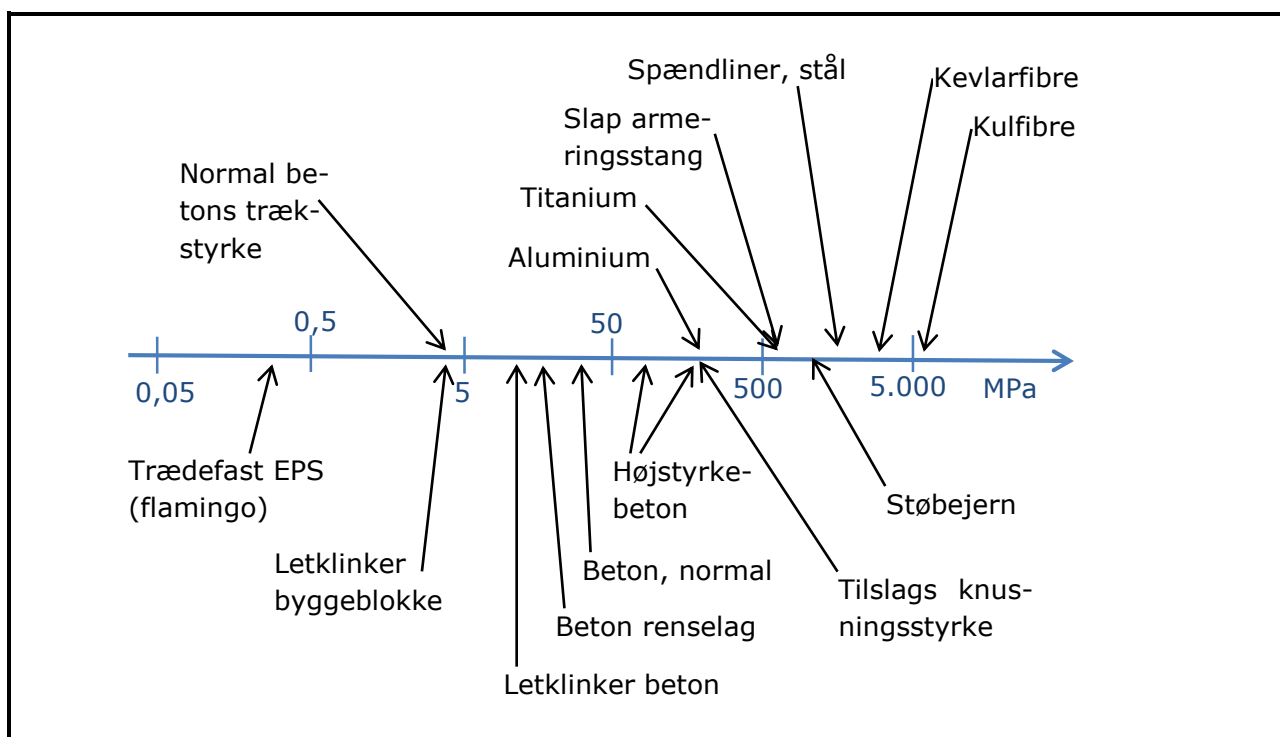 Spændliner, stål
Kevlarfibre
Slap arme-
ringsstang
Kulfibre
Normal be-
tons træk-
styrke
Titanium
Aluminium
0,5
50
0,05
5
500
5.000
MPa
Trædefast EPS
(flamingo)
Højstyrke-
beton
Støbejern
Letklinker
byggeblokke
Beton, normal
Tilslags knus-
ningsstyrke
Beton renselag
Letklinker beton